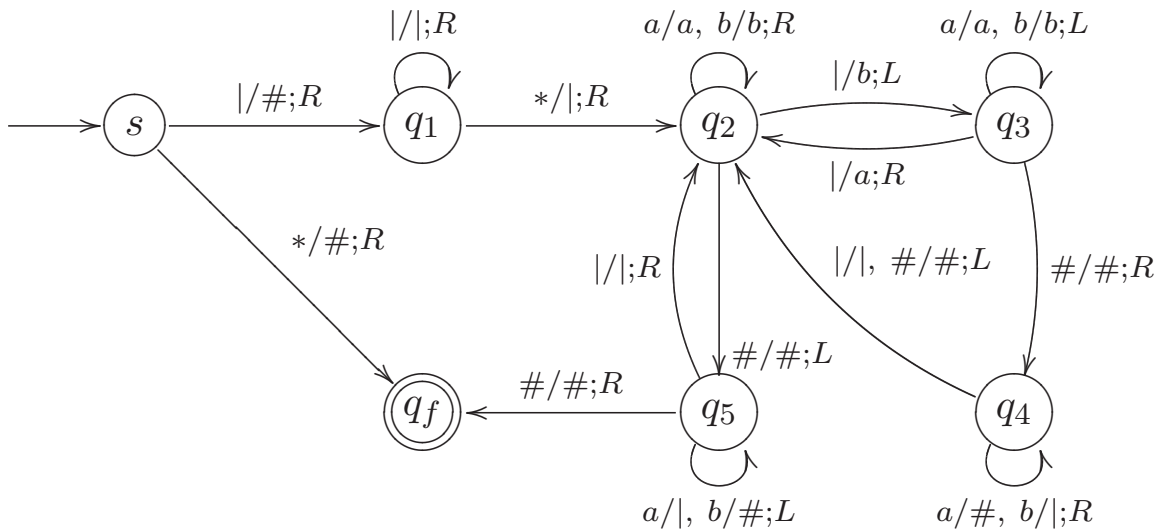 |/|;R
a/a, b/b;R
a/a, b/b;L
|/#;R
*/|;R
|/b;L
s
q1
q2
q3
|/a;R
*/#;R
|/|;R
|/|, #/#;L
#/#;R
#/#;L
#/#;R
qf
q5
q4
a/|, b/#;L
a/#, b/|;R